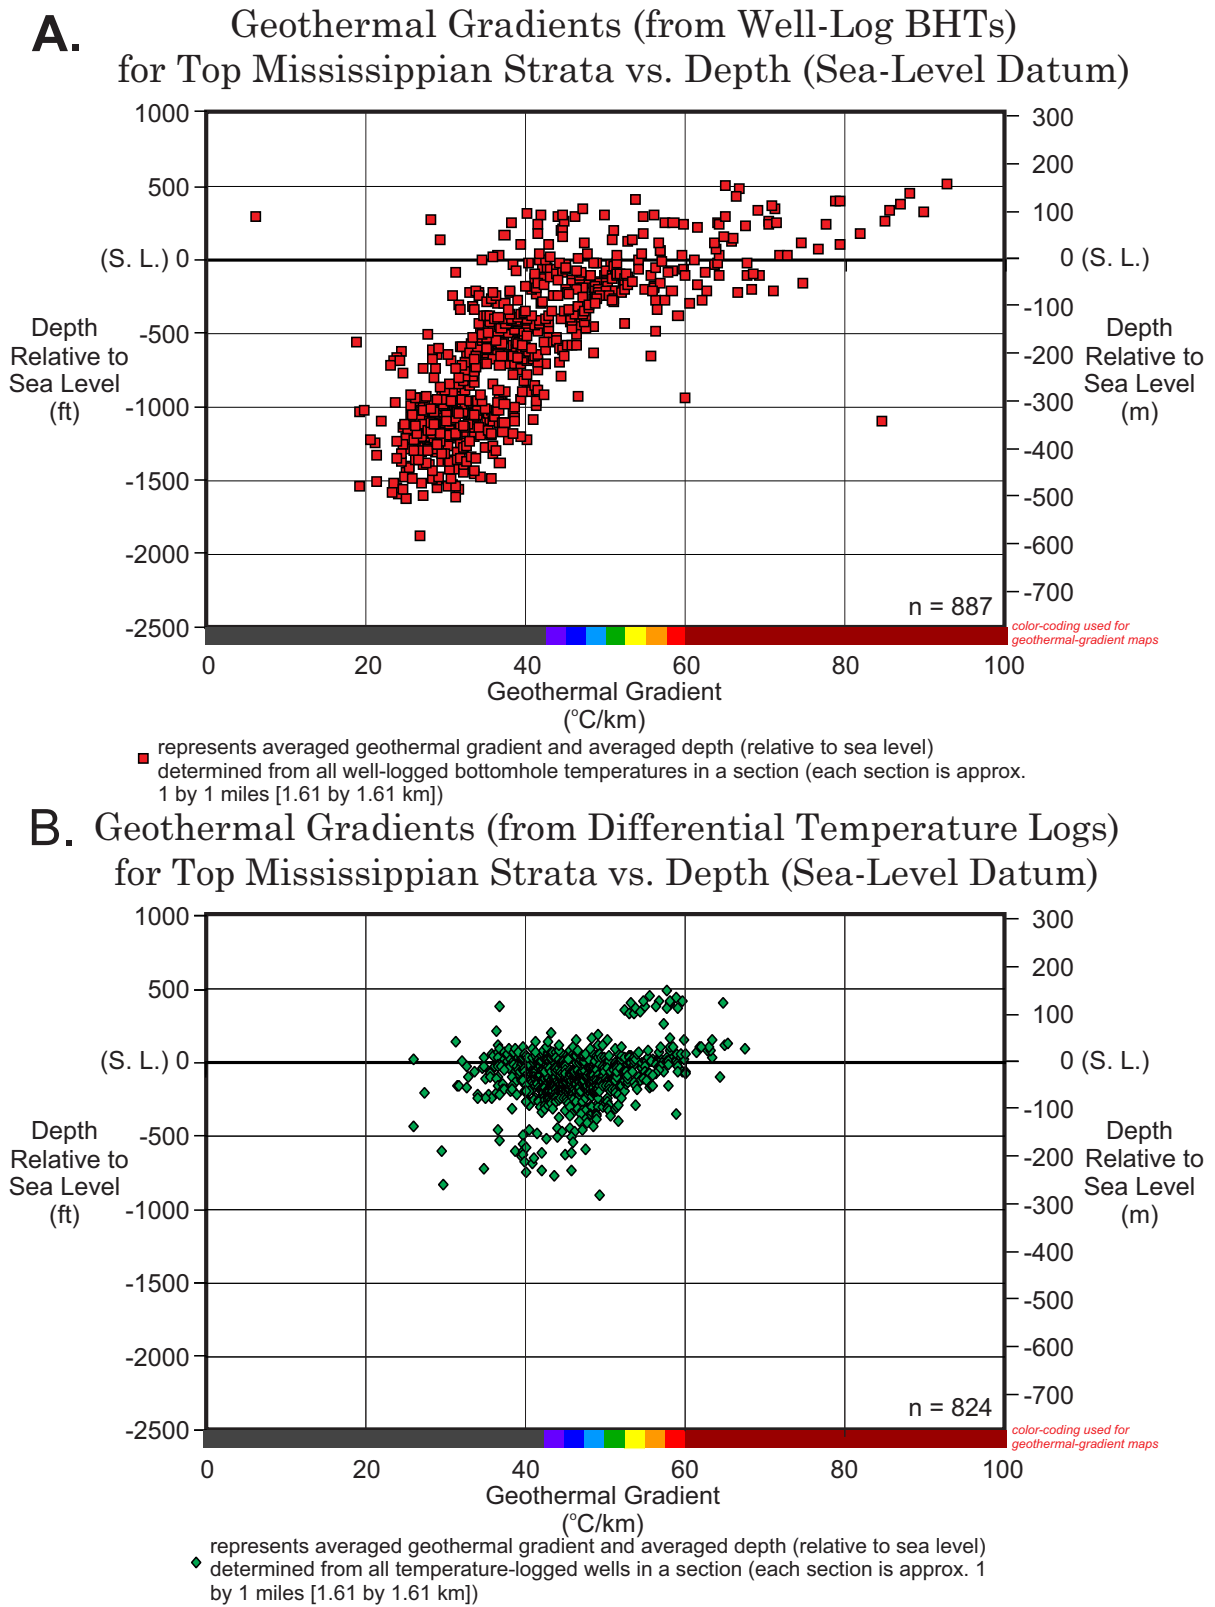 A.
Geothermal Gradients (from Well-Log BHTs)
for Top Mississippian Strata vs. Depth (Sea-Level Datum)
1000
500
(S. L.) 0
-500
-1000
-1500
-2000
-2500
Depth
Relative to
Sea Level
(ft)
300
200
100
0 (S. L.)
-100
-200
-300
-400
-500
-600
-700
Depth
Relative to
Sea Level
(m)
n = 887
color-coding used for
geothermal-gradient maps
0 20 40 60 80 100
Geothermal Gradient
(°C/km)
represents averaged geothermal gradient and averaged depth (relative to sea level)
determined from all well-logged bottomhole temperatures in a section (each section is approx.
1 by 1 miles [1.61 by 1.61 km])
B.
Geothermal Gradients (from Differential Temperature Logs)
for Top Mississippian Strata vs. Depth (Sea-Level Datum)
1000
500
(S. L.) 0
-500
-1000
-1500
-2000
-2500
Depth
Relative to
Sea Level
(ft)
300
200
100
0 (S. L.)
-100
-200
-300
-400
-500
-600
-700
Depth
Relative to
Sea Level
(m)
n = 824
color-coding used for
geothermal-gradient maps
0 20 40 60 80 100
Geothermal Gradient
(°C/km)
represents averaged geothermal gradient and averaged depth (relative to sea level)
determined from all temperature-logged wells in a section (each section is approx. 1
by 1 miles [1.61 by 1.61 km])